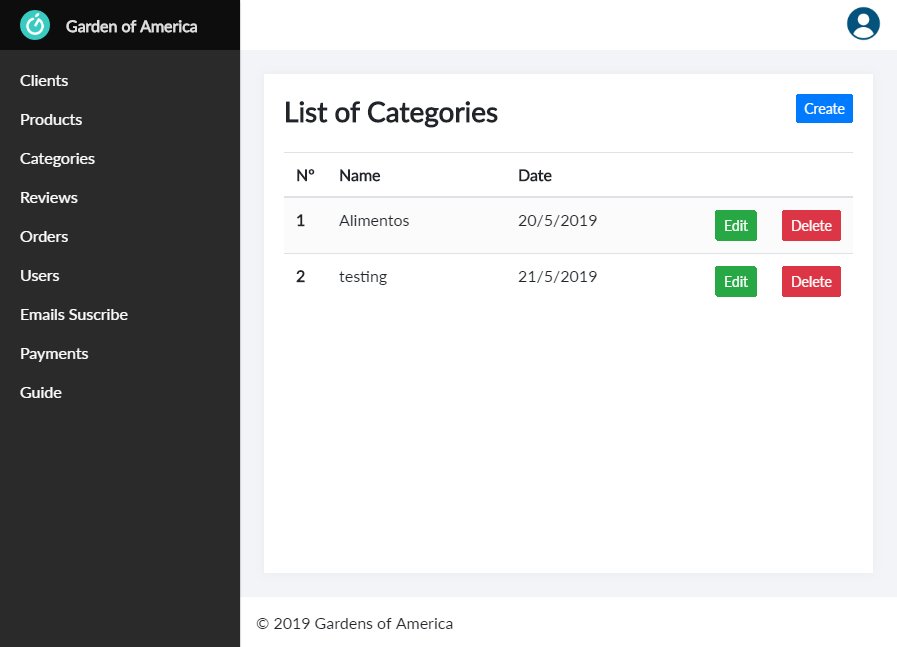 Garden of America
Clients
Products
Categories
Reviews
Orders
Users
Emails Suscribe
Payments
Guide
List of Categories
Create
Nº Name Date
1 Alimentos 20/5/2019 Edit Delete
2 testing 21/5/2019 Edit Delete
© 2019 Gardens of America